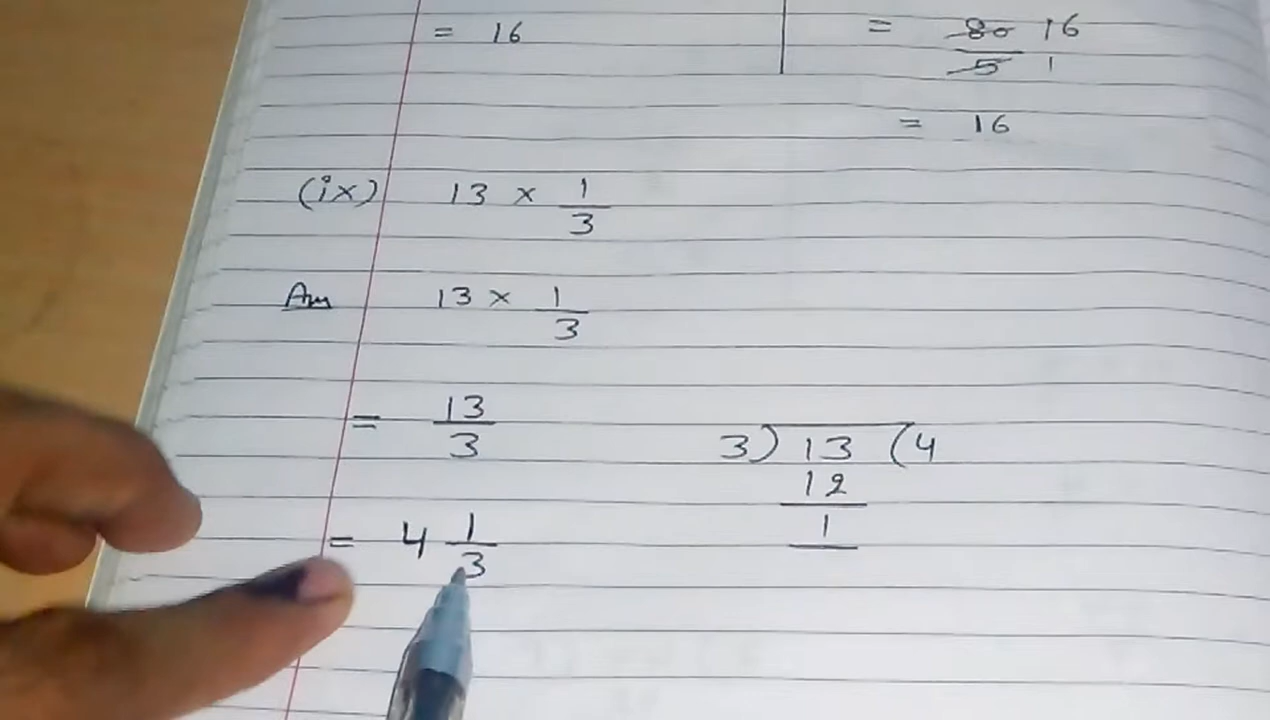 = 16
= 80 16
5 1
= 16
(ix) 13 × 1/3
Ans 13 × 1/3
= 13/3
3) 13 (4
12
1
= 4 1/3